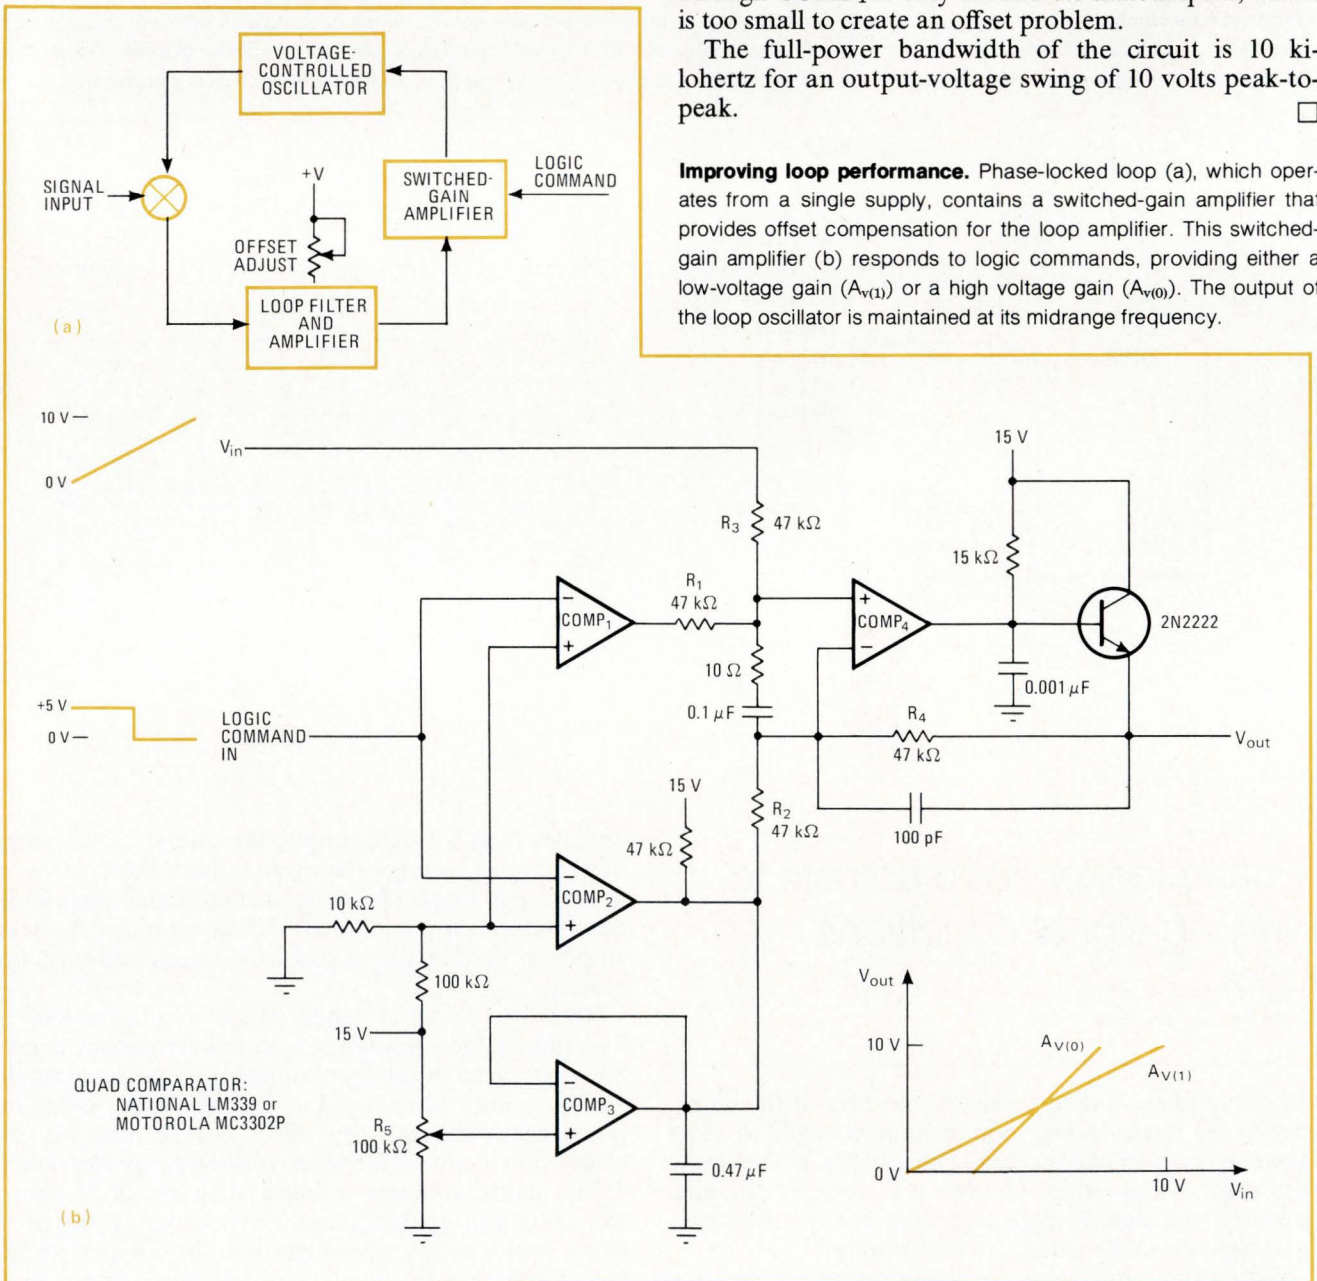 is too small to create an offset problem.
The full-power bandwidth of the circuit is 10 ki-
lohertz for an output-voltage swing of 10 volts peak-to-
peak. □
Improving loop performance. Phase-locked loop (a), which oper-
ates from a single supply, contains a switched-gain amplifier that
provides offset compensation for the loop amplifier. This switched-
gain amplifier (b) responds to logic commands, providing either a
low-voltage gain (Av(1)) or a high voltage gain (Av(0)). The output of
the loop oscillator is maintained at its midrange frequency.
VOLTAGE-
CONTROLLED
OSCILLATOR
SIGNAL
INPUT
+V
OFFSET
ADJUST
SWITCHED-
GAIN
AMPLIFIER
LOGIC
COMMAND
LOOP FILTER
AND
AMPLIFIER
(a)
10 V
0 V
Vin
R3 47 kΩ
15 V
15 kΩ
R1
47 kΩ
COMP1
COMP4
2N2222
10 Ω
0.001 μF
0.1 μF
+5 V
0 V
LOGIC
COMMAND
IN
R4
47 kΩ
Vout
15 V
47 kΩ
R2
47 kΩ
100 pF
COMP2
10 kΩ
100 kΩ
15 V
QUAD COMPARATOR:
NATIONAL LM339 or
MOTOROLA MC3302P
R5
100 kΩ
COMP3
0.47 μF
Vout
10 V
AV(0)
AV(1)
0 V
10 V
Vin
(b)